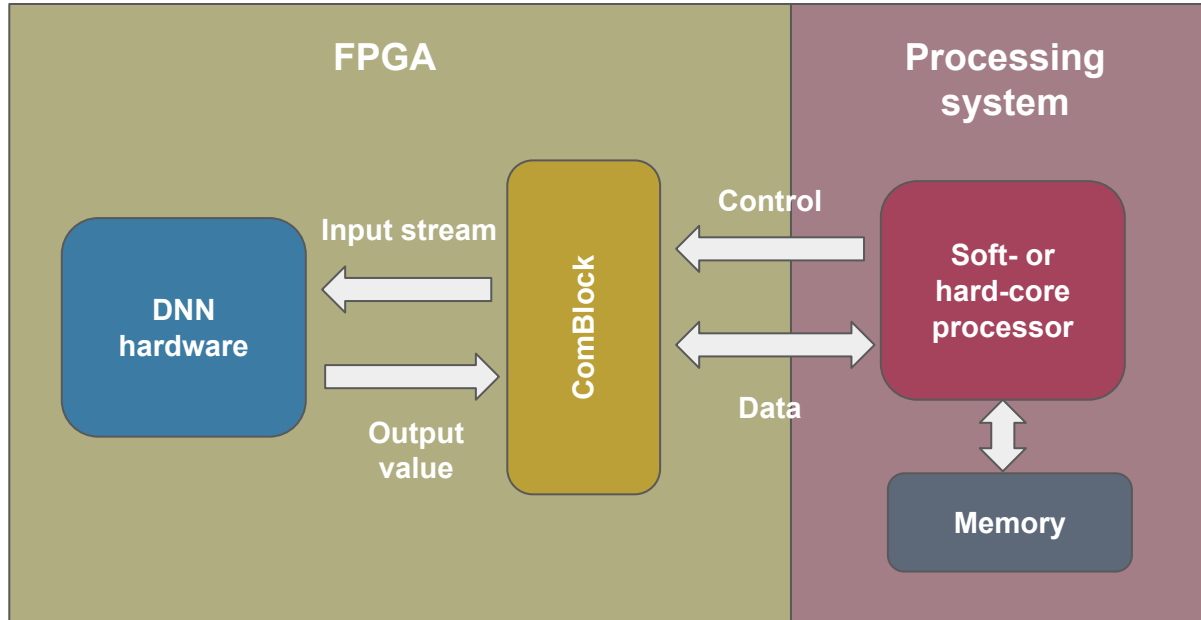 FPGA
Processing
system
Control
Input stream
Soft- or
hard-core
processor
DNN
hardware
ComBlock
Data
Output
value
Memory